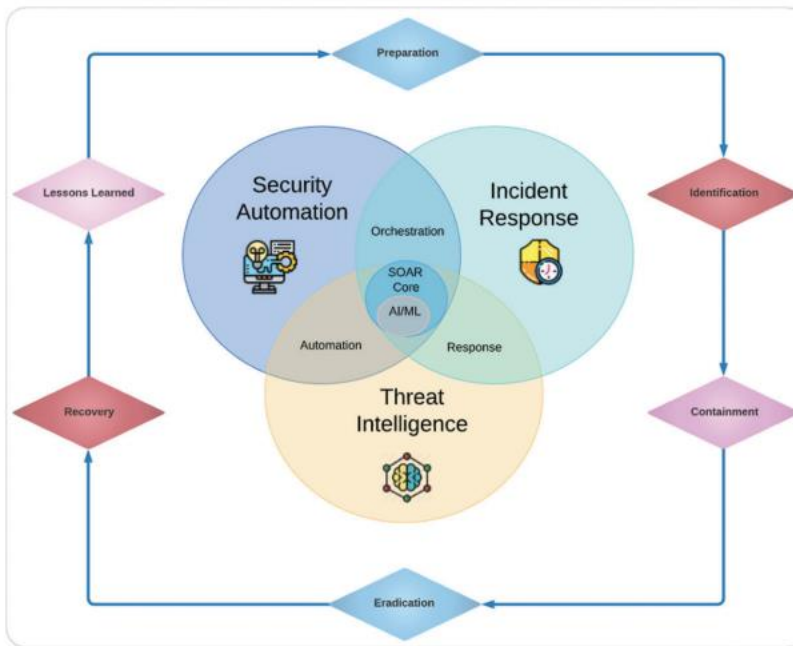 Preparation
Lessons Learned
Identification
Security
Automation
Incident
Response
Orchestration
SOAR
Core
AI/ML
Automation
Response
Threat
Intelligence
Recovery
Containment
Eradication